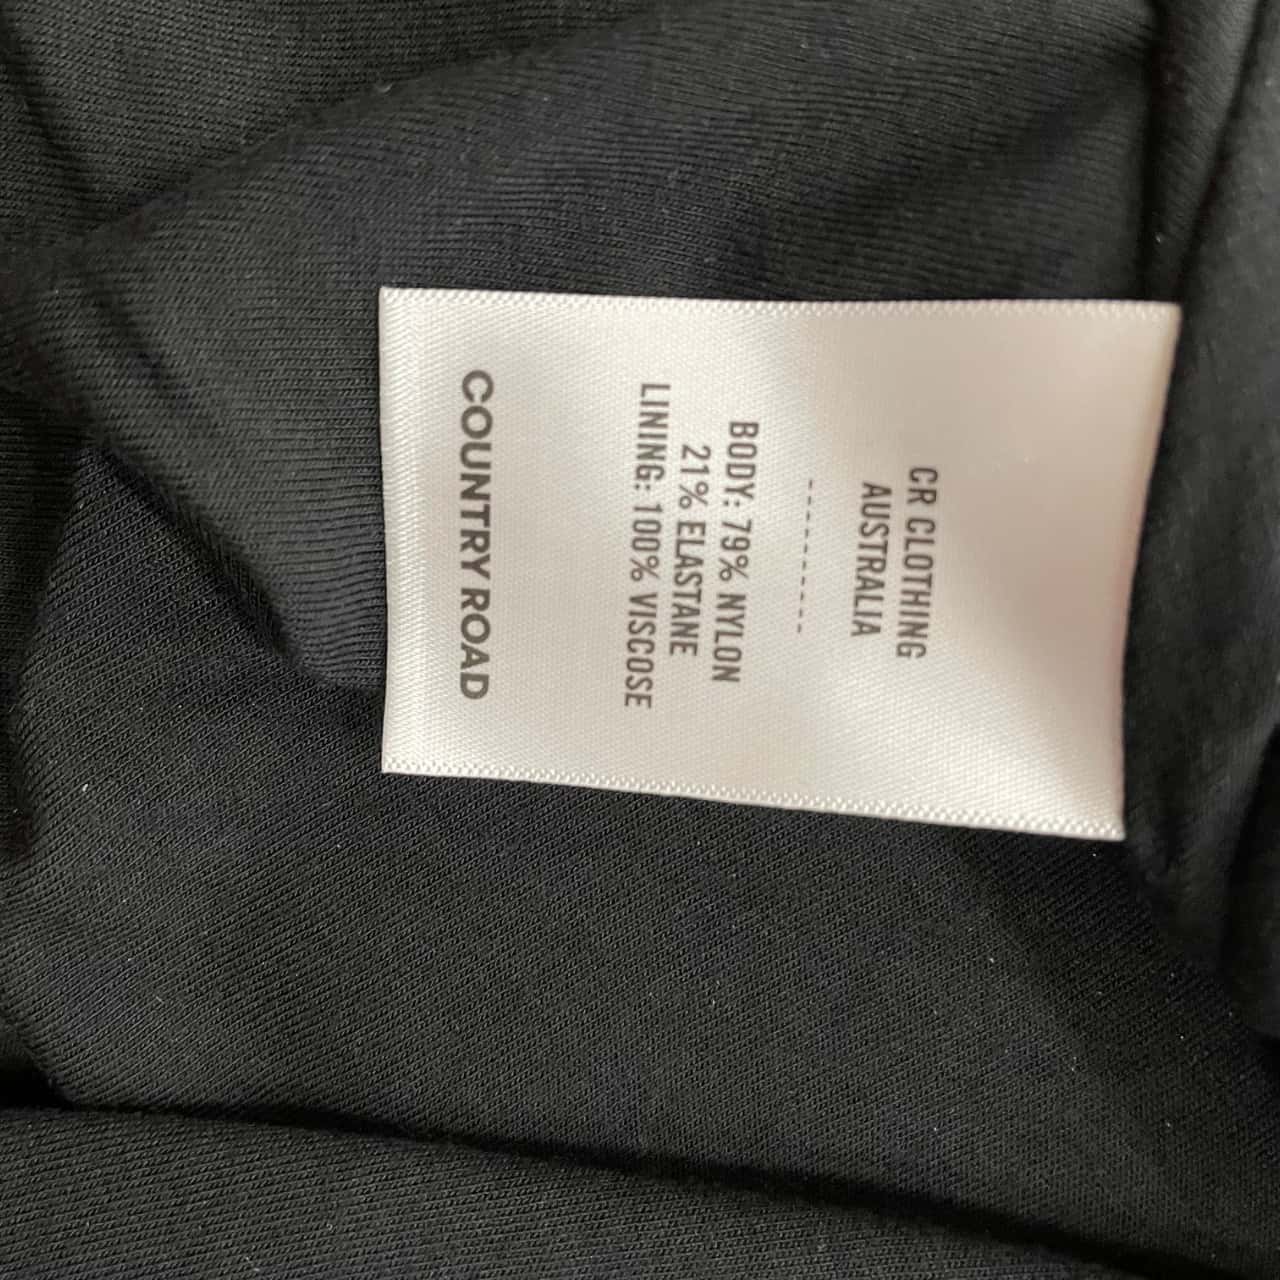 CR CLOTHING
AUSTRALIA
----------
BODY: 79% NYLON
21% ELASTANE
LINING: 100% VISCOSE
COUNTRY ROAD